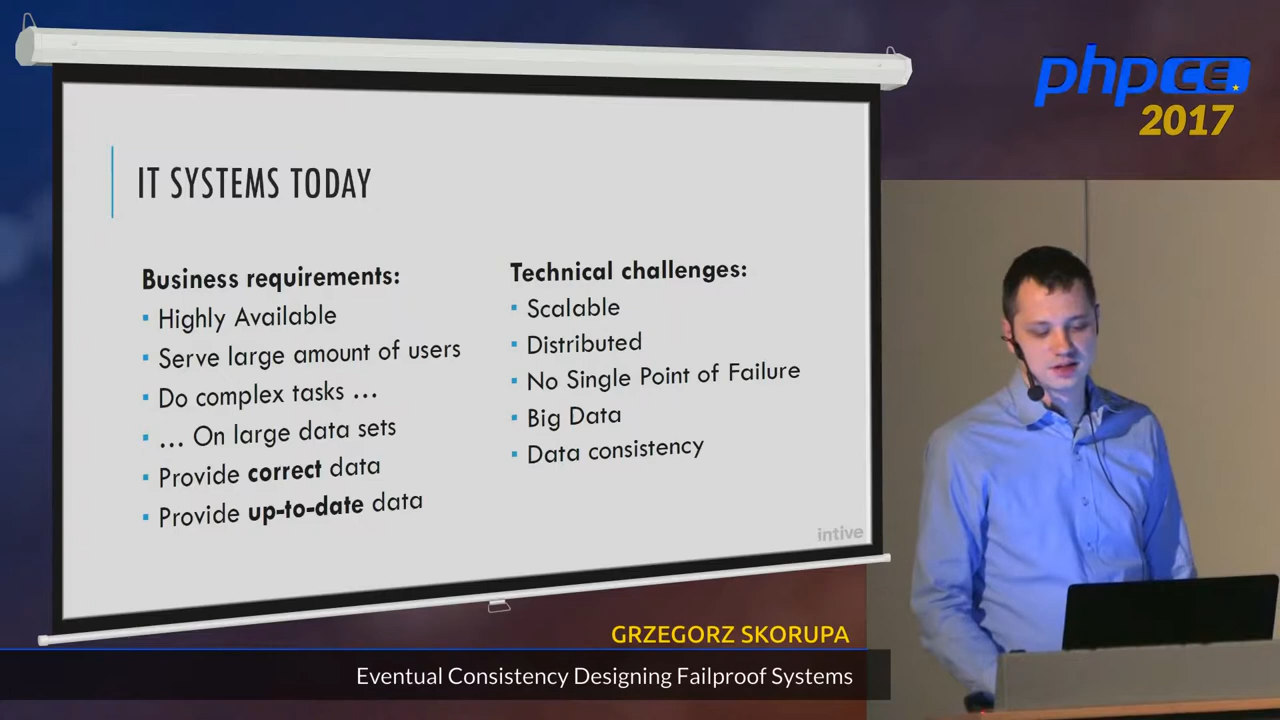 phpCE
2017
IT SYSTEMS TODAY
Business requirements:
▪ Highly Available
▪ Serve large amount of users
▪ Do complex tasks …
▪ … On large data sets
▪ Provide correct data
▪ Provide up-to-date data
Technical challenges:
▪ Scalable
▪ Distributed
▪ No Single Point of Failure
▪ Big Data
▪ Data consistency
intive
GRZEGORZ SKORUPA
Eventual Consistency Designing Failproof Systems